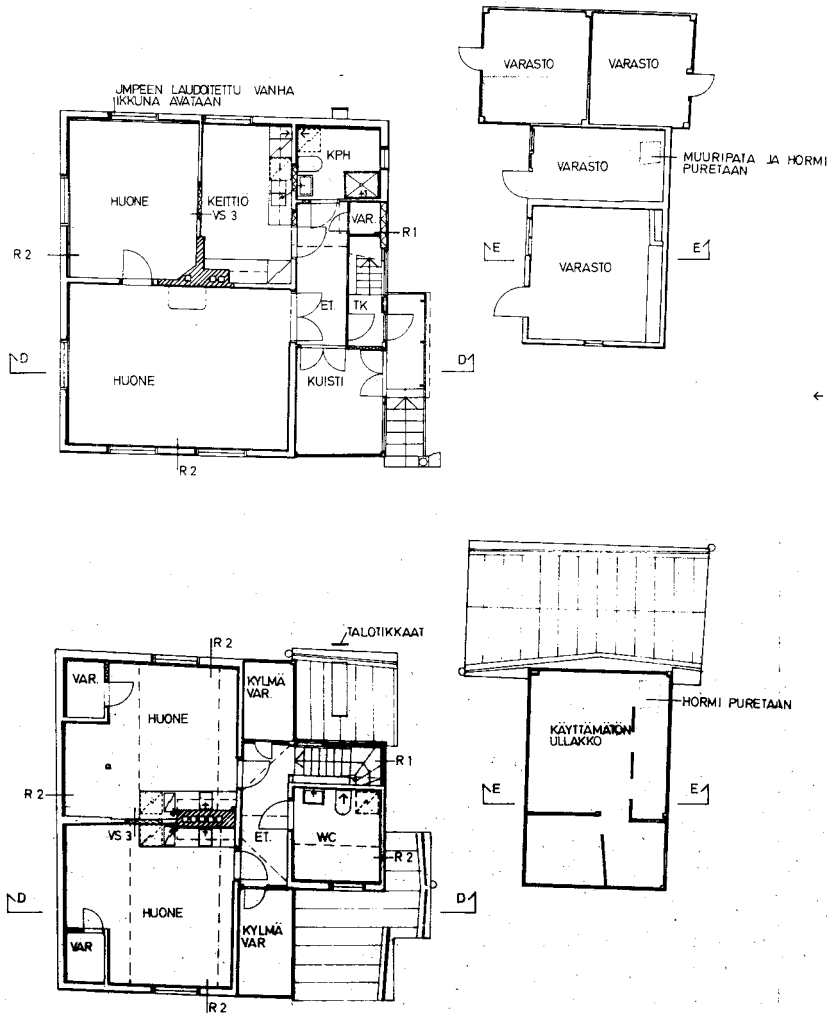 UMPEEN LAUDOITETTU VANHA
IKKUNA AVATAAN
VARASTO
VARASTO
KPH
VARASTO
MUURIPATA JA HORMI
PURETAAN
HUONE
KEITTIÖ
VS 3
VAR.
R 1
R 2
E
E
VARASTO
ET.
TK
D
D
HUONE
KUISTI
R 2
TALOTIKKAAT
R 2
VAR.
KYLMÄ
VAR.
HUONE
HORMI PURETAAN
KÄYTTÄMÄTÖN
ULLAKKO
R 1
R 2
E
E
VS 3
ET.
WC
R 2
D
D
HUONE
VAR
KYLMÄ
VAR
R 2